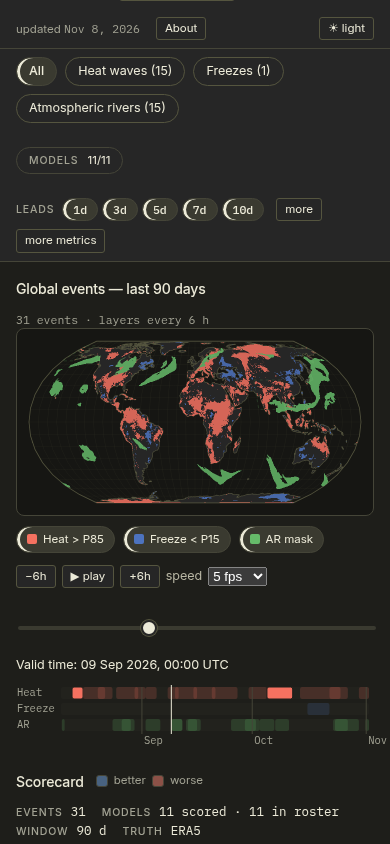 updated Nov 8, 2026 About ☀ light
All Heat waves (15) Freezes (1)
Atmospheric rivers (15)
MODELS 11/11
LEADS 1d 3d 5d 7d 10d more
more metrics
Global events — last 90 days
31 events · layers every 6 h
Heat > P85 Freeze < P15 AR mask
−6h ▶ play +6h speed 5 fps
Valid time: 09 Sep 2026, 00:00 UTC
Heat
Freeze
AR
Sep Oct Nov
Scorecard better worse
EVENTS 31 MODELS 11 scored · 11 in roster
WINDOW 90 d TRUTH ERA5